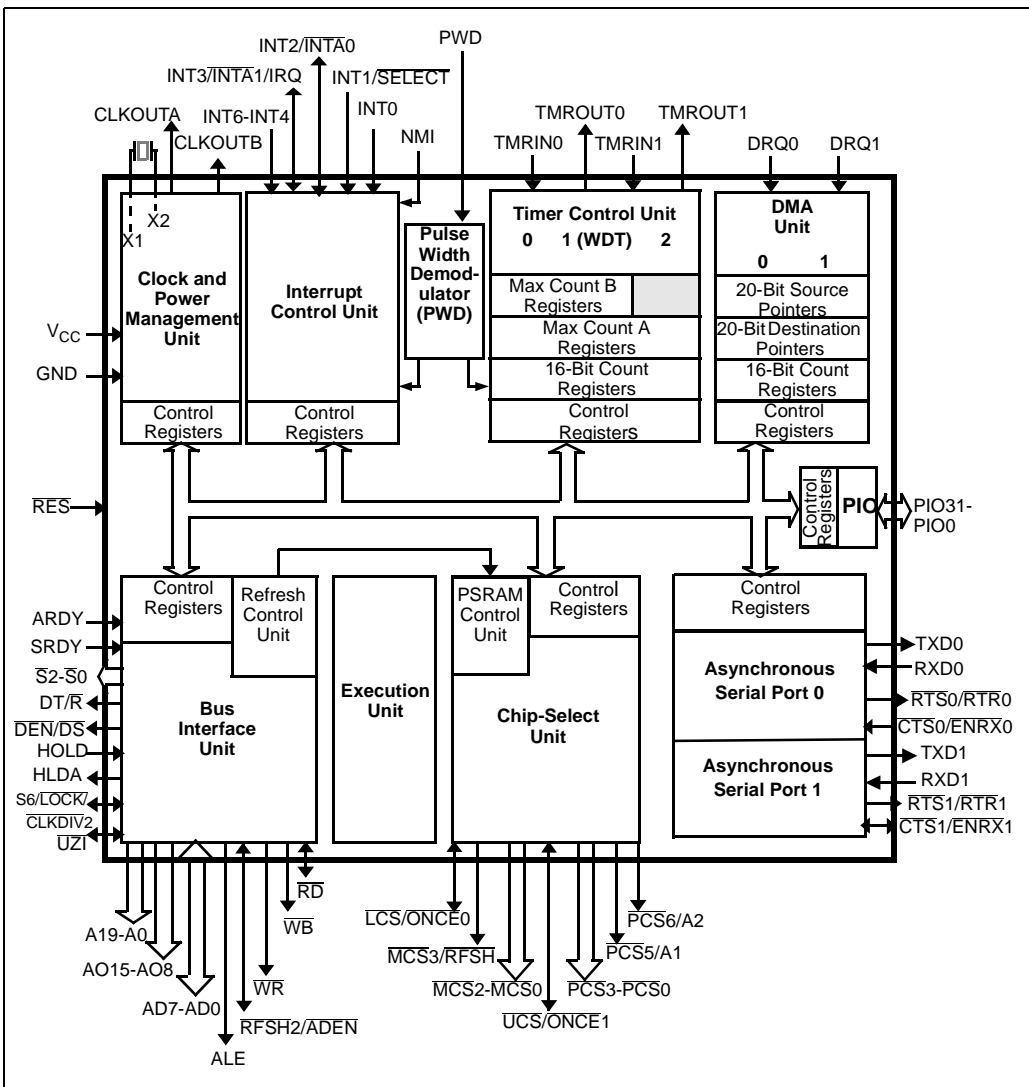 INT2/INTA0
PWD
INT3/INTA1/IRQ
INT1/SELECT
CLKOUTA
INT6-INT4
INT0
TMROUT0
TMROUT1
CLKOUTB
NMI
TMRIN0
TMRIN1
DRQ0
DRQ1
X1
X2
Clock and
Power
Management
Unit
Control
Registers
Interrupt
Control Unit
Control
Registers
Pulse
Width
Demod-
ulator
(PWD)
Timer Control Unit
0 1 (WDT) 2
Max Count B
Registers
Max Count A
Registers
16-Bit Count
Registers
Control
Registers
DMA
Unit
0 1
20-Bit Source
Pointers
20-Bit Destination
Pointers
16-Bit Count
Registers
Control
Registers
VCC
GND
RES
Control
Registers
PIO
PIO31-
PIO0
ARDY
SRDY
S2-S0
DT/R
DEN/DS
HOLD
HLDA
S6/LOCK/
CLKDIV2
UZI
Control
Registers
Refresh
Control
Unit
Bus
Interface
Unit
Execution
Unit
PSRAM
Control
Unit
Control
Registers
Chip-Select
Unit
Control
Registers
Asynchronous
Serial Port 0
Asynchronous
Serial Port 1
TXD0
RXD0
RTS0/RTR0
CTS0/ENRX0
TXD1
RXD1
RTS1/RTR1
CTS1/ENRX1
A19-A0
AO15-AO8
AD7-AD0
ALE
RFSH2/ADEN
WR
WB
RD
LCS/ONCE0
MCS3/RFSH
MCS2-MCS0
UCS/ONCE1
PCS3-PCS0
PCS5/A1
PCS6/A2